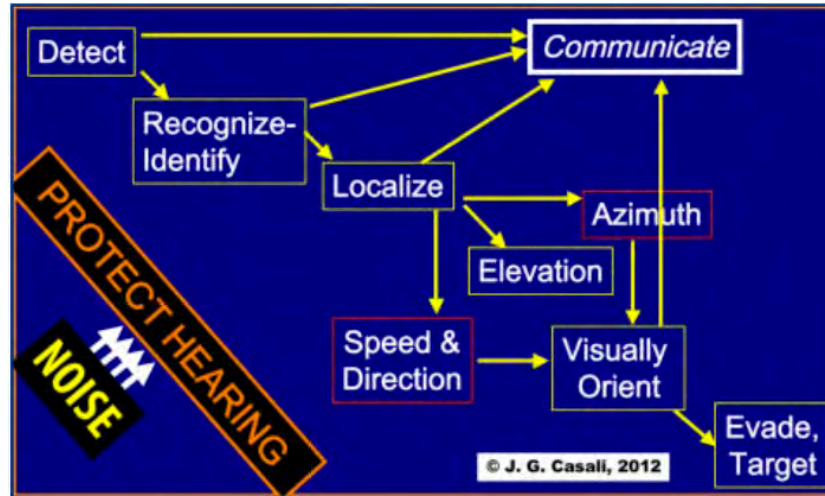 Detect
Communicate
Recognize-
Identify
Localize
Azimuth
Elevation
Speed &
Direction
Visually
Orient
Evade,
Target
PROTECT HEARING
NOISE
© J. G. Casali, 2012